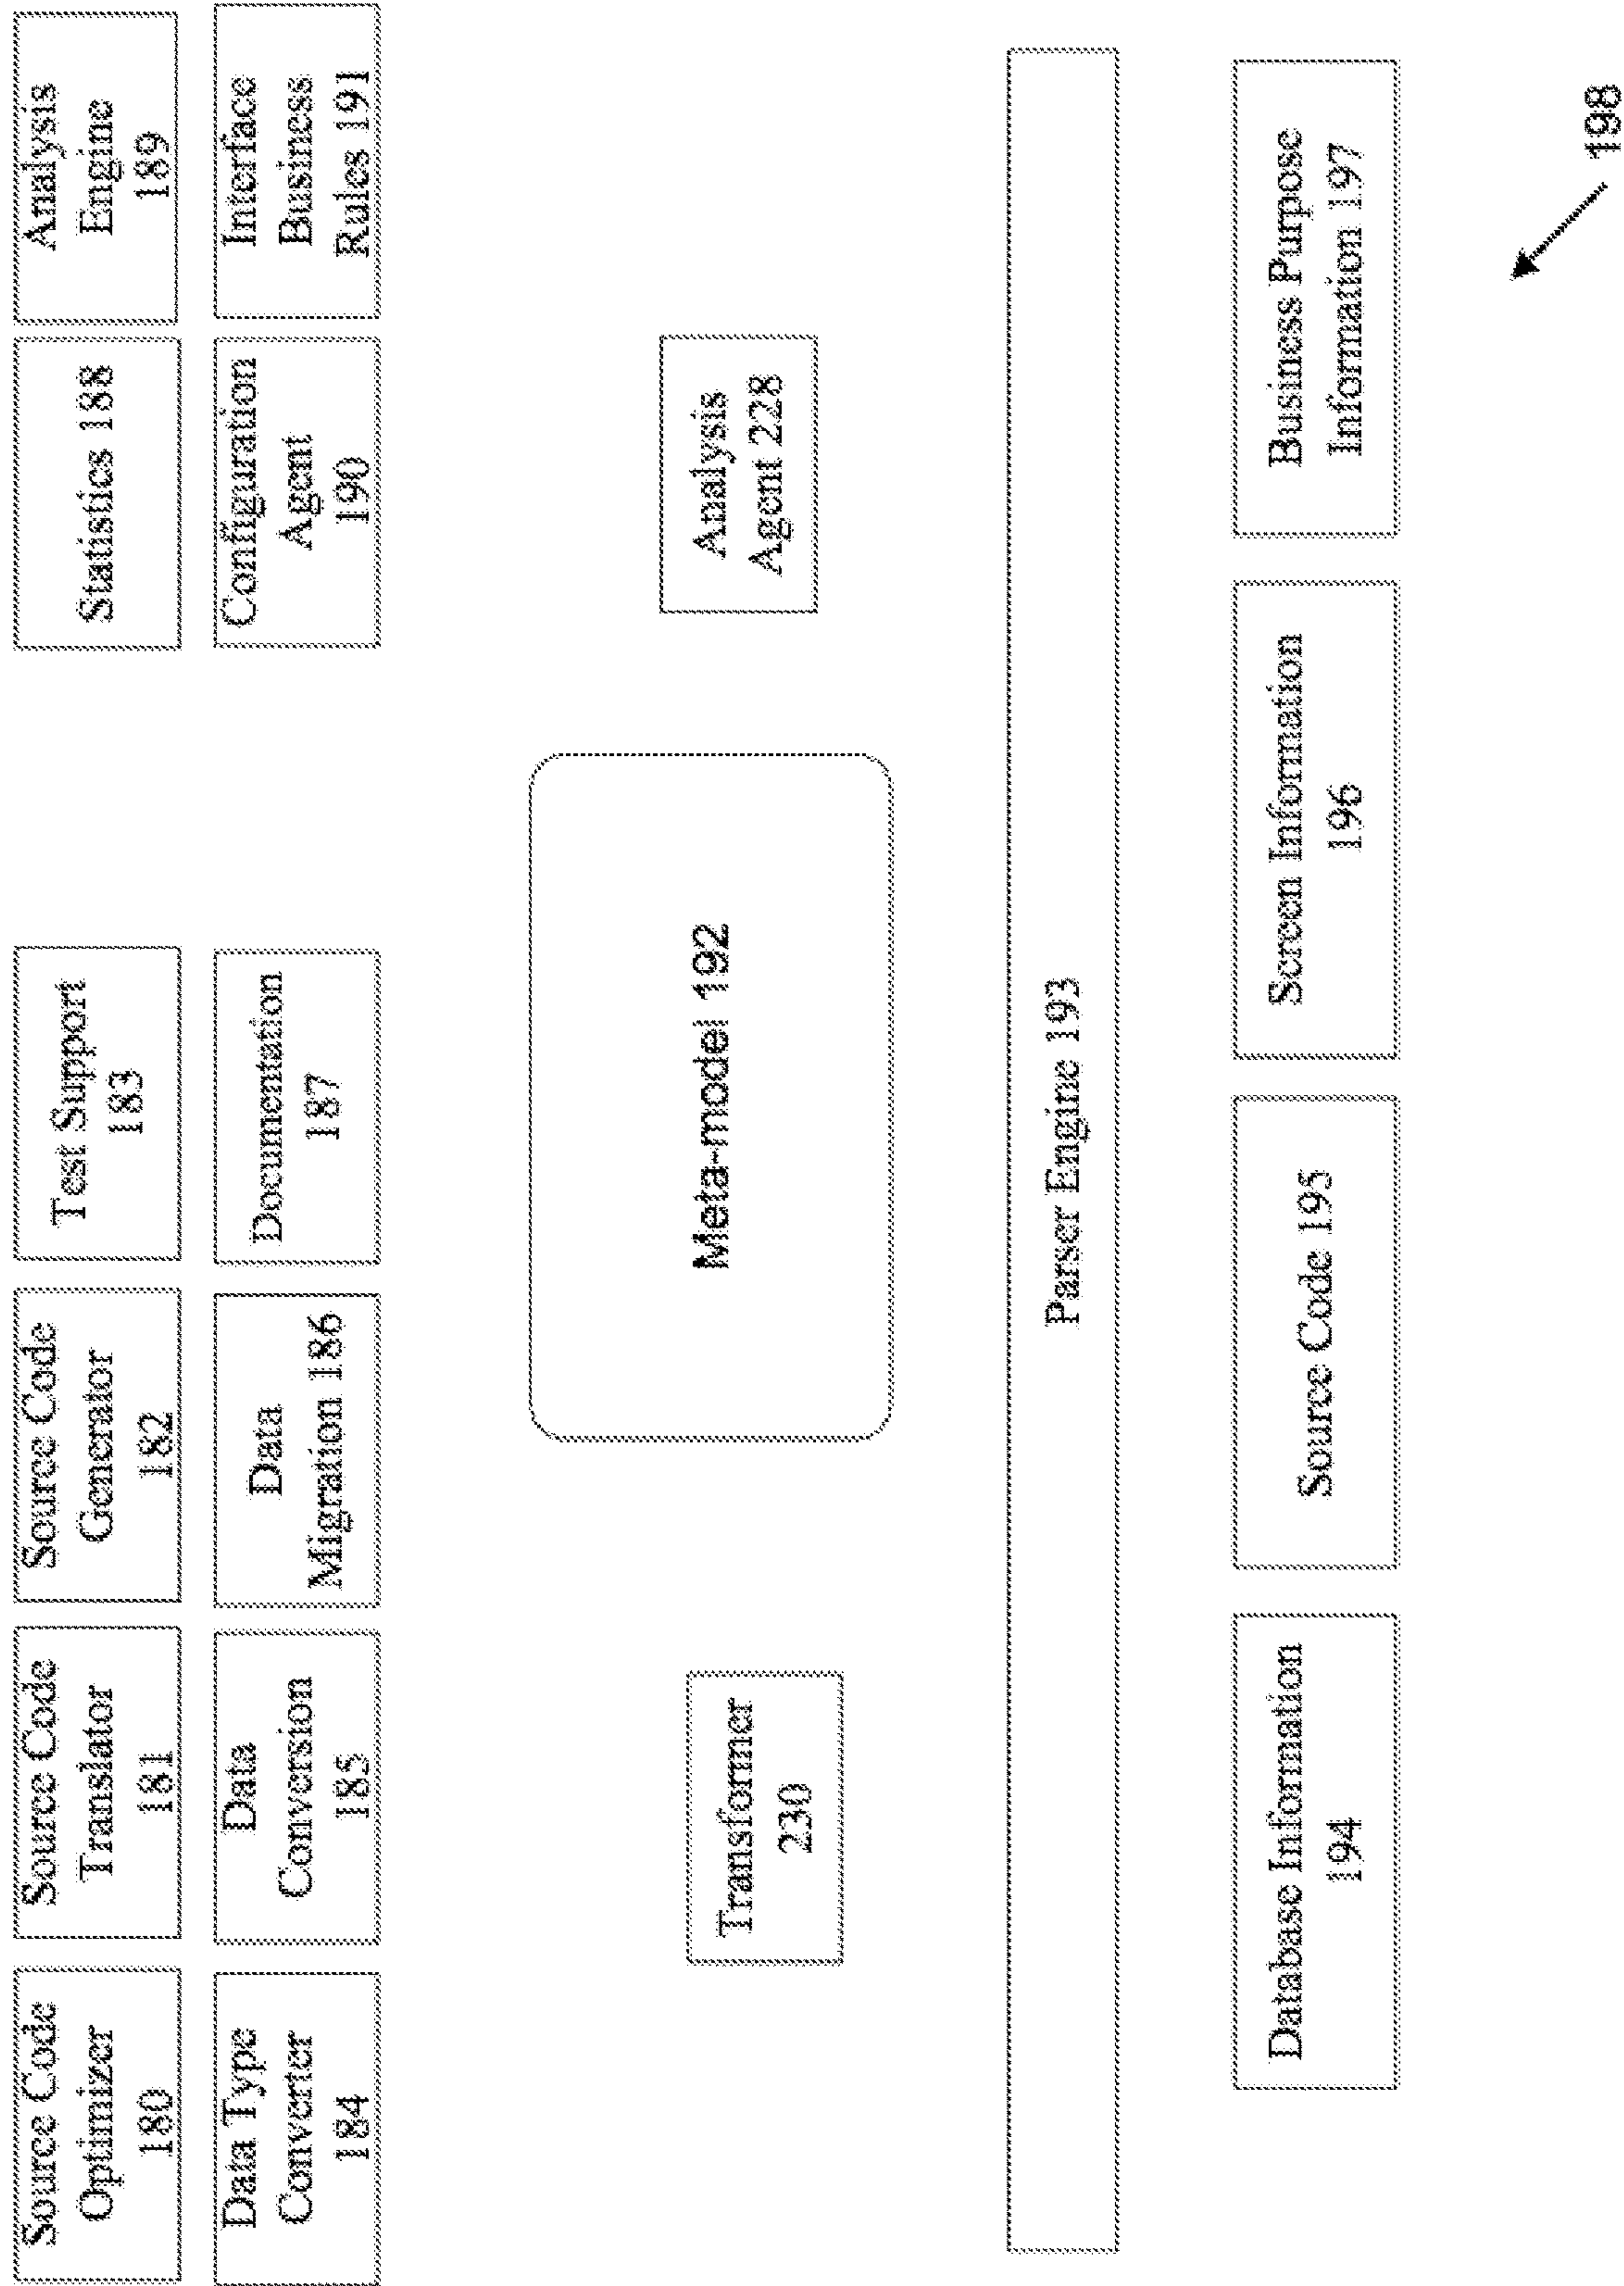 Source Code
Optimizer
180
Source Code
Translator
181
Source Code
Generator
182
Test Support
183
Statistics 188
Analysis
Engine
189
Data Type
Converter
184
Data
Conversion
185
Data
Migration 186
Documentation
187
Configuration
Agent
190
Interface
Business
Rules 191
Transformer
230
Meta-model 192
Analysis
Agent 228
Parser Engine 193
Database Information
194
Source Code 195
Screen Information
196
Business Purpose
Information 197
198